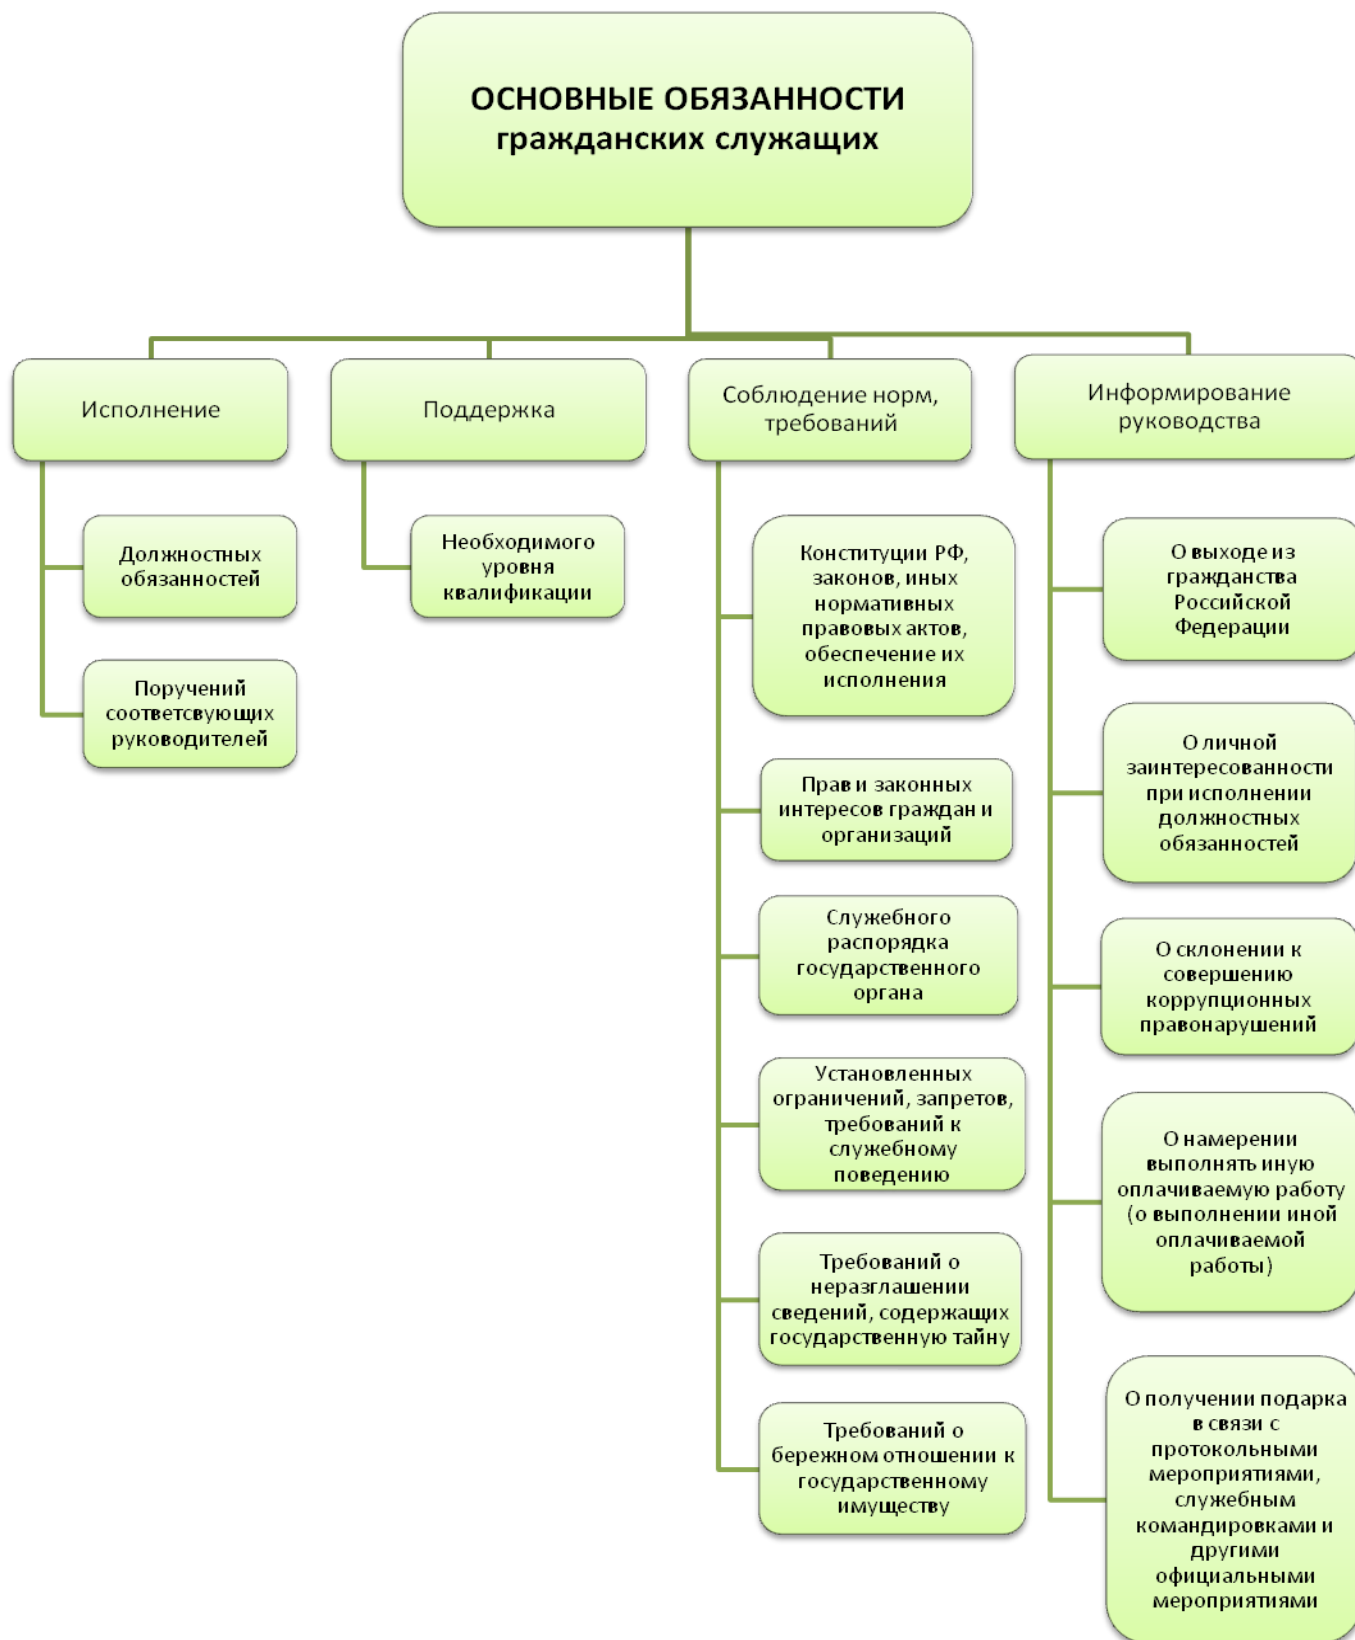 ОСНОВНЫЕ ОБЯЗАННОСТИ
гражданских служащих
Исполнение
Должностных
обязанностей
Поручений
соответсвующих
руководителей
Поддержка
Необходимого
уровня
квалификации
Соблюдение норм,
требований
Конституции РФ,
законов, иных
нормативных
правовых актов,
обеспечение их
исполнения
Прав и законных
интересов граждан и
организаций
Служебного
распорядка
государственного
органа
Установленных
ограничений, запретов,
требований к
служебному
поведению
Требований о
неразглашении
сведений, содержащих
государственную тайну
Требований о
бережном отношении к
государственному
имуществу
Информирование
руководства
О выходе из
гражданства
Российской
Федерации
О личной
заинтересованности
при исполнении
должностных
обязанностей
О склонении к
совершению
коррупционных
правонарушений
О намерении
выполнять иную
оплачиваемую работу
(о выполнении иной
оплачиваемой
работы)
О получении подарка
в связи с
протокольными
мероприятиями,
служебным
командировками и
другими
официальными
мероприятиями